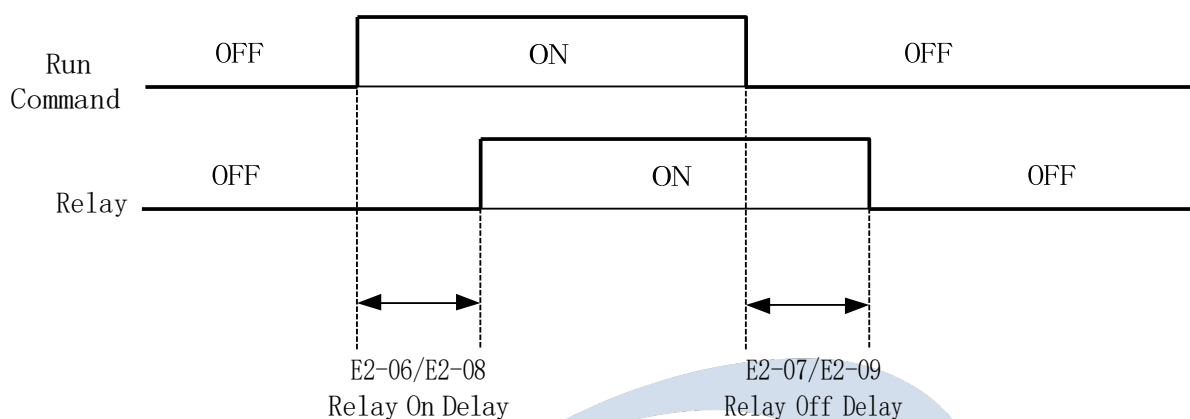 OFF ON OFF
Run
Command
OFF ON OFF
Relay
E2-06/E2-08 E2-07/E2-09
Relay On Delay Relay Off Delay